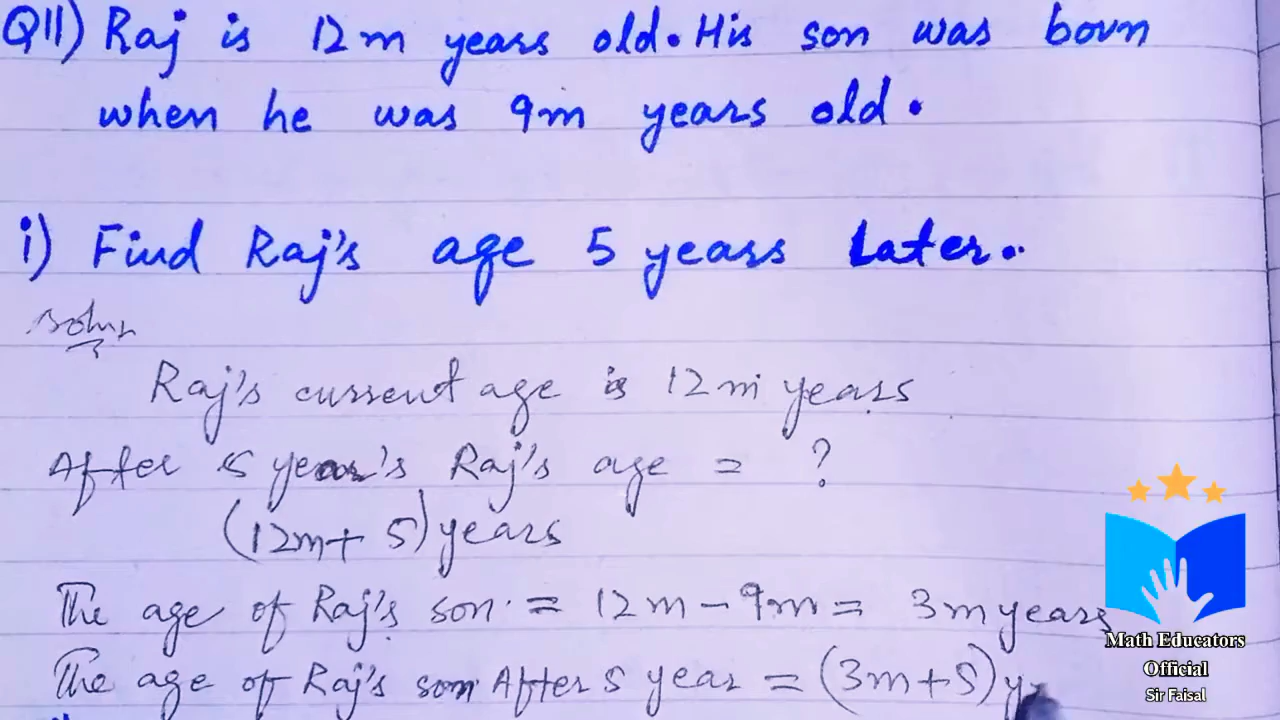 Q11) Raj is 12m years old. His son was born
when he was 9m years old.
i) Find Raj's age 5 years Later.
Soln
Raj's current age is 12m years
After 5 year's Raj's age = ?
(12m+ 5) years
The age of Raj's son = 12m - 9m = 3m years
The age of Raj's son After 5 year = (3m+5) y
Math Educators
Official
Sir Faisal